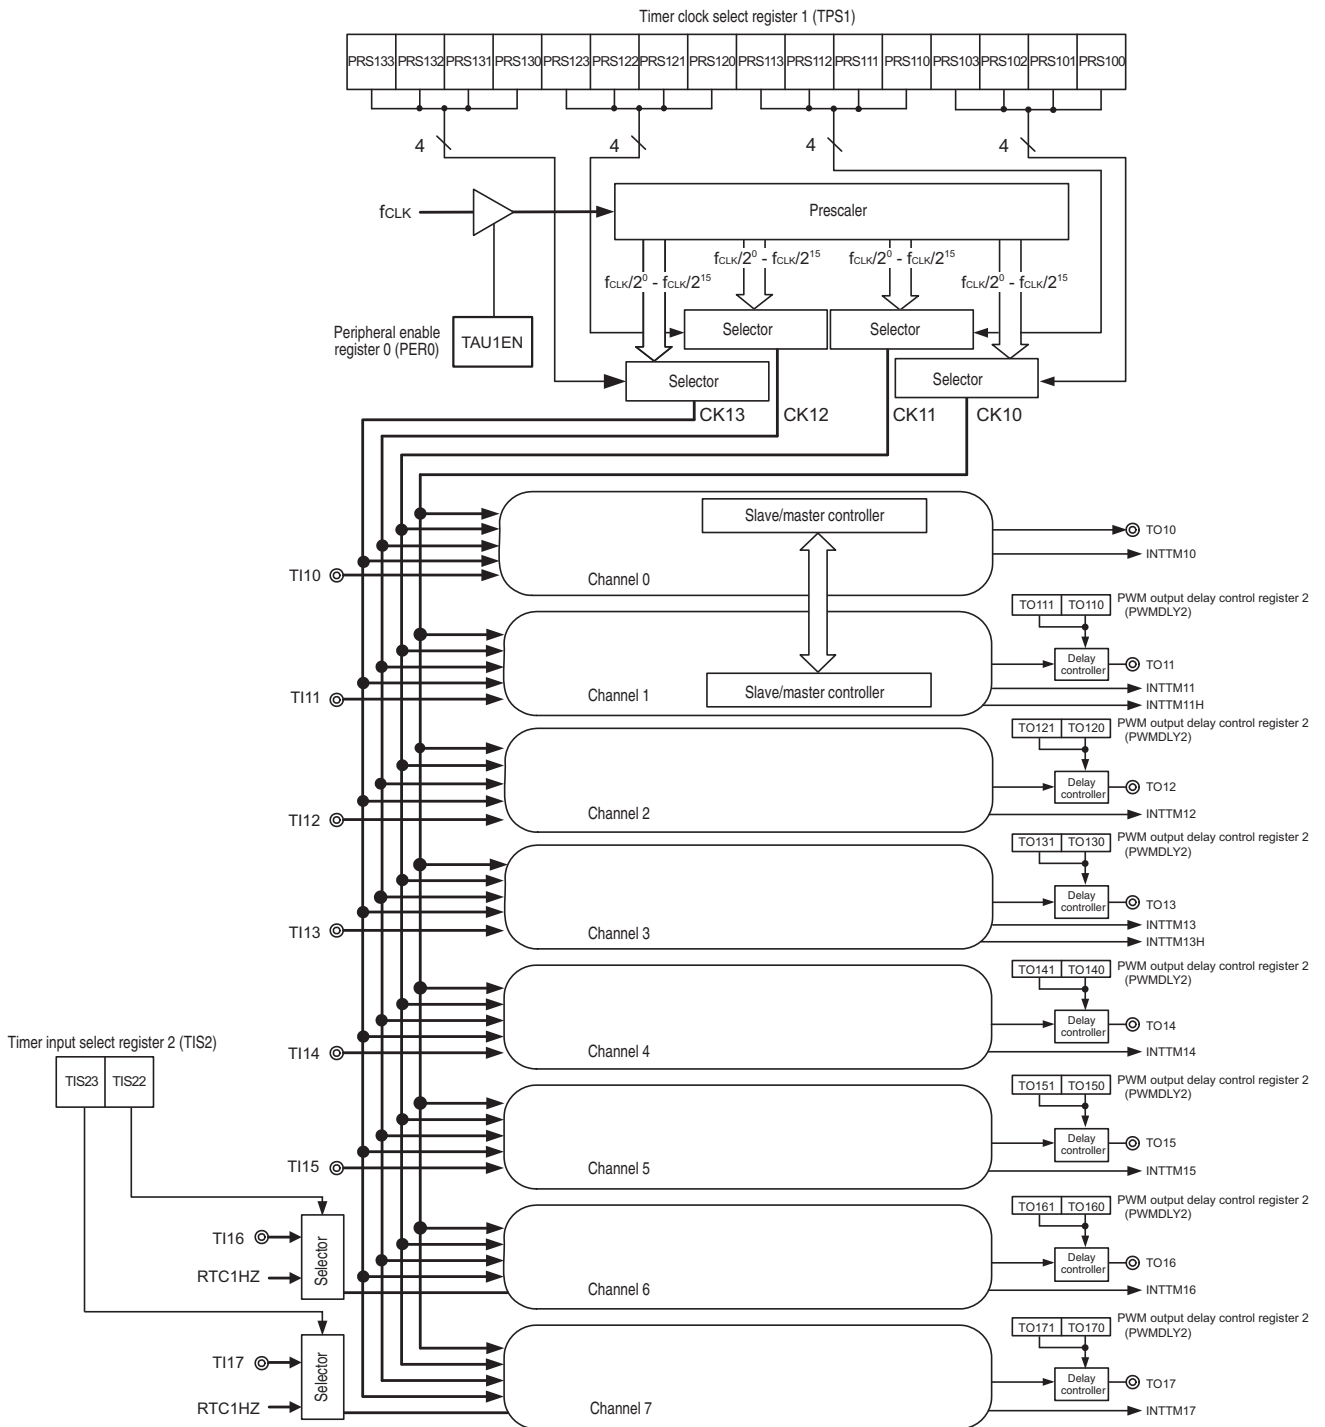 Timer clock select register 1 (TPS1)
PRS133 PRS132 PRS131 PRS130 PRS123 PRS122 PRS121 PRS120 PRS113 PRS112 PRS111 PRS110 PRS103 PRS102 PRS101 PRS100
4 4 4 4
fCLK
Prescaler
fCLK/2⁰ - fCLK/2¹⁵
fCLK/2⁰ - fCLK/2¹⁵
fCLK/2⁰ - fCLK/2¹⁵
fCLK/2⁰ - fCLK/2¹⁵
Peripheral enable
register 0 (PER0)
TAU1EN
Selector
Selector
Selector
Selector
CK13 CK12 CK11 CK10
Slave/master controller
TO10
INTTM10
TI10
Channel 0
TO111 TO110
PWM output delay control register 2
(PWMDLY2)
Delay
controller
TO11
TI11
Channel 1
Slave/master controller
INTTM11
INTTM11H
TO121 TO120
PWM output delay control register 2
(PWMDLY2)
Delay
controller
TO12
TI12
Channel 2
INTTM12
TO131 TO130
PWM output delay control register 2
(PWMDLY2)
Delay
controller
TO13
TI13
Channel 3
INTTM13
INTTM13H
TO141 TO140
PWM output delay control register 2
(PWMDLY2)
Delay
controller
TO14
TI14
Channel 4
INTTM14
Timer input select register 2 (TIS2)
TIS23 TIS22
TO151 TO150
PWM output delay control register 2
(PWMDLY2)
Delay
controller
TO15
TI15
Channel 5
INTTM15
TO161 TO160
PWM output delay control register 2
(PWMDLY2)
TI16
RTC1HZ
Selector
Delay
controller
TO16
Channel 6
INTTM16
TO171 TO170
PWM output delay control register 2
(PWMDLY2)
TI17
RTC1HZ
Selector
Delay
controller
TO17
Channel 7
INTTM17